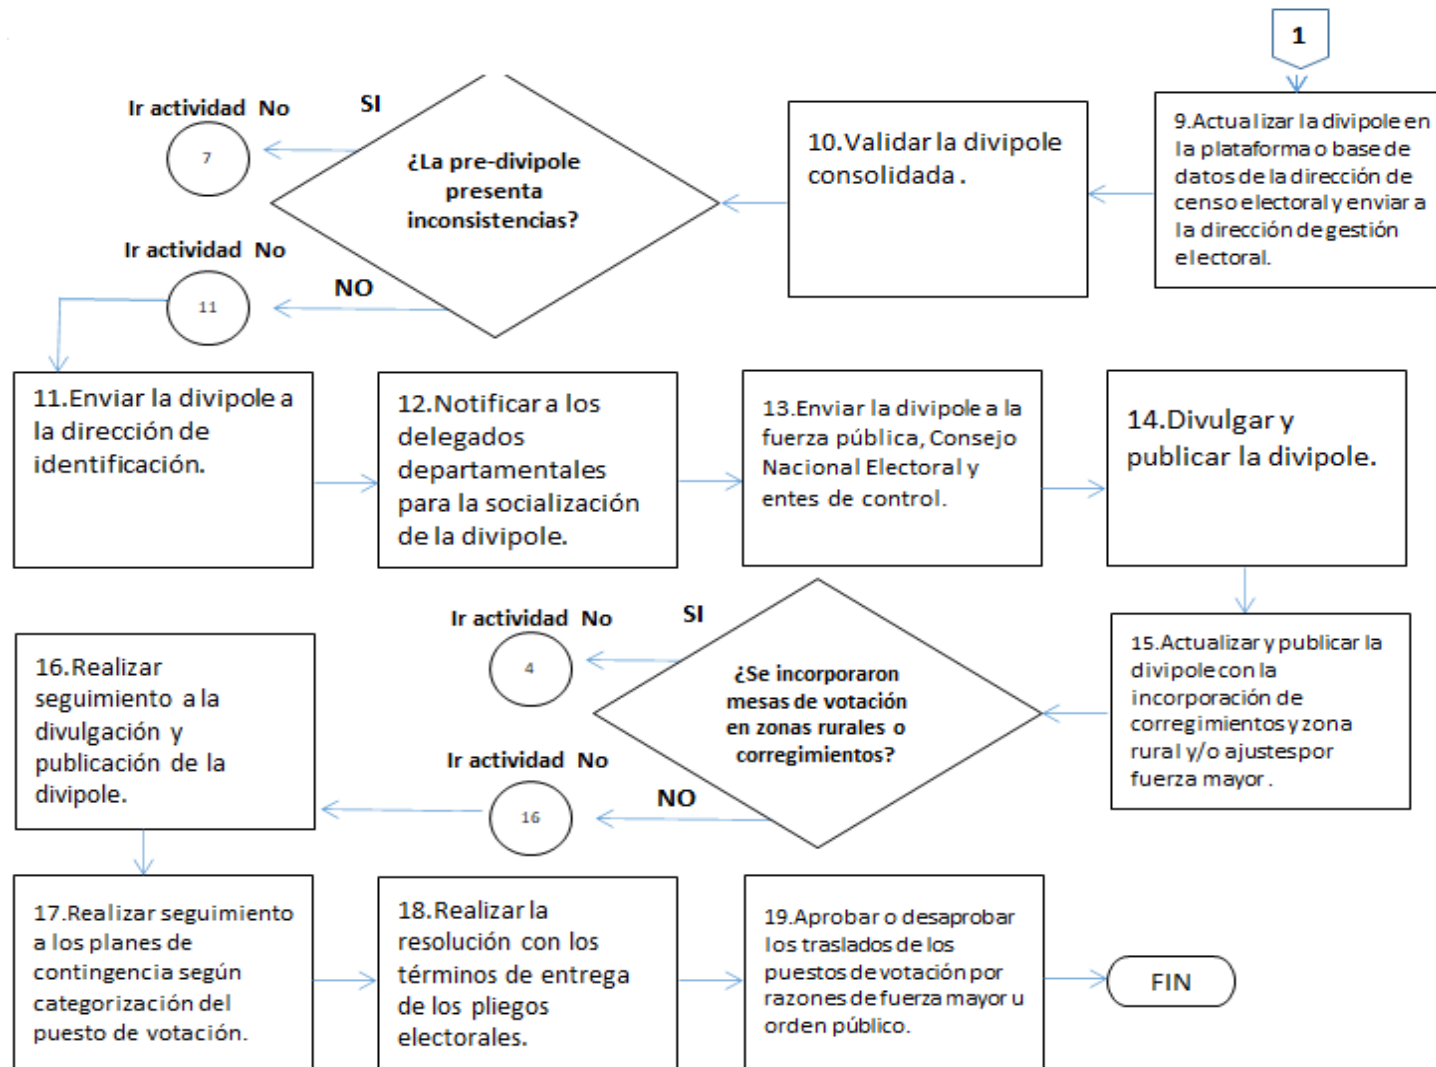 1
9.Actualizar la divipole en
la plataforma o base de
datos de la dirección de
censo electoral y enviar a
la dirección de gestión
electoral.
10.Validar la divipole
consolidada.
¿La pre-divipole
presenta
inconsistencias?
SI
Ir actividad No
7
NO
Ir actividad No
11
11.Enviar la divipole a
la dirección de
identificación.
12.Notificar a los
delegados
departamentales
para la socialización
de la divipole.
13.Enviar la divipole a la
fuerza pública, Consejo
Nacional Electoral y
entes de control.
14.Divulgar y
publicar la divipole.
15.Actualizar y publicar la
divipole con la
incorporación de
corregimientos y zona
rural y/o ajustes por
fuerza mayor.
¿Se incorporaron
mesas de votación
en zonas rurales o
corregimientos?
SI
Ir actividad No
4
NO
Ir actividad No
16
16.Realizar
seguimiento a la
divulgación y
publicación de la
divipole.
17.Realizar seguimiento
a los planes de
contingencia según
categorización del
puesto de votación.
18.Realizar la
resolución con los
términos de entrega
de los pliegos
electorales.
19.Aprobar o desaprobar
los traslados de los
puestos de votación por
razones de fuerza mayor u
orden público.
FIN